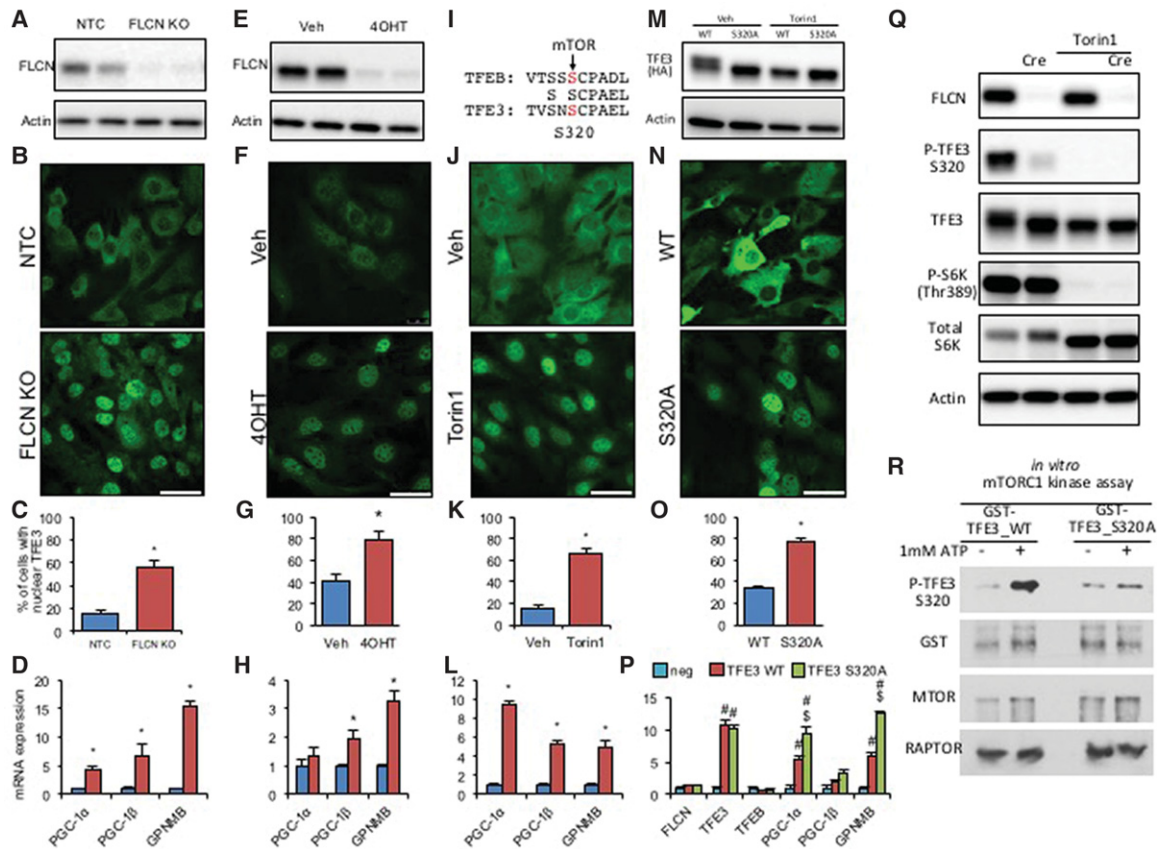 A
NTC FLCN KO
FLCN
Actin
B
NTC
FLCN KO
C
% of cells with
nuclear TFE3
100
80
60
40
20
0
*
NTC FLCN KO
D
mRNA expression
20
15
10
5
0
* * *
PGC-1α PGC-1β GPNMB
E
Veh 4OHT
FLCN
Actin
F
Veh
4OHT
G
100
80
60
40
20
0
*
Veh 4OHT
H
4
3
2
1
0
* *
PGC-1α PGC-1β GPNMB
I
mTOR
TFEB: VTSSSCPADL
S SCPAEL
TFE3: TVSNSCPAEL
S320
J
Veh
Torin1
K
100
80
60
40
20
0
*
Veh Torin1
L
12
10
8
6
4
2
0
* * *
PGC-1α PGC-1β GPNMB
M
Veh Torin1
WT S320A WT S320A
TFE3
(HA)
Actin
N
WT
S320A
O
100
80
60
40
20
0
*
WT S320A
P
neg TFE3 WT TFE3 S320A
15
10
5
0
# # # # $ # # $
FLCN TFE3 TFEB PGC-1α PGC-1β GPNMB
Q
Torin1
Cre Cre
FLCN
P-TFE3
S320
TFE3
P-S6K
(Thr389)
Total
S6K
Actin
R
in vitro
mTORC1 kinase assay
GST- GST-
TFE3_WT TFE3_S320A
1mM ATP - + - +
P-TFE3
S320
GST
MTOR
RAPTOR